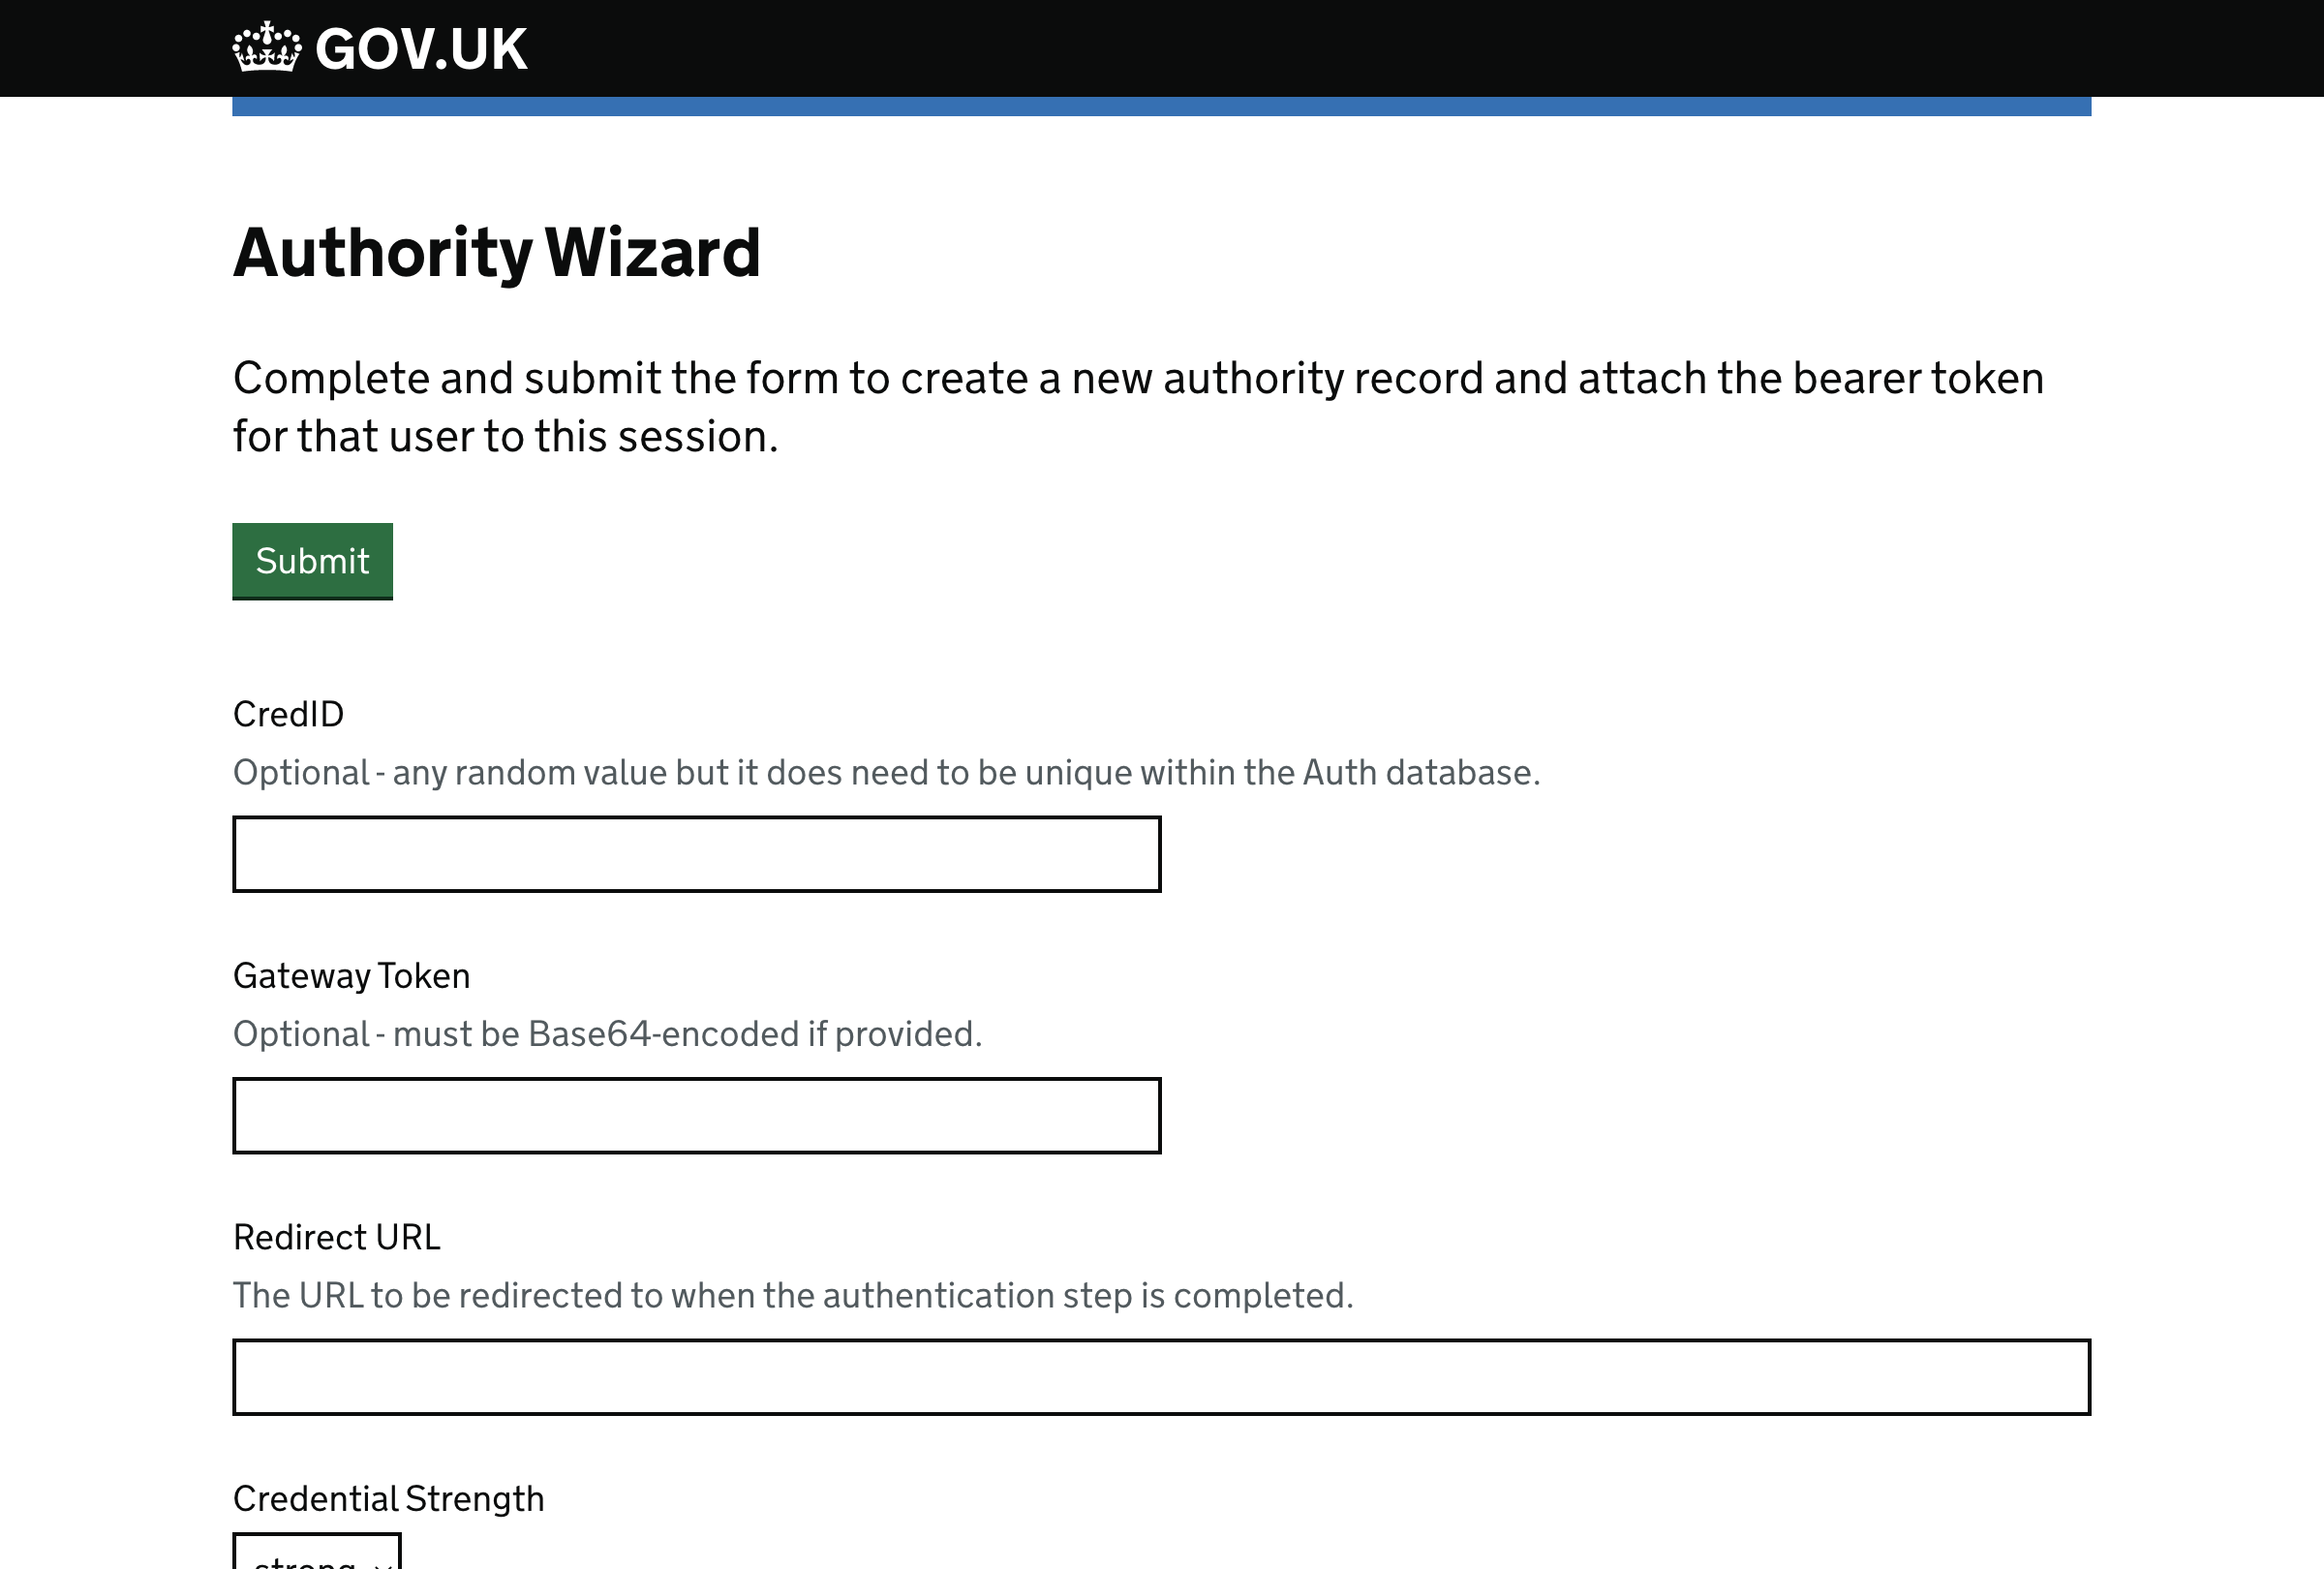 GOV.UK
Authority Wizard
Complete and submit the form to create a new authority record and attach the bearer token
for that user to this session.
Submit
CredID
Optional - any random value but it does need to be unique within the Auth database.
Gateway Token
Optional - must be Base64-encoded if provided.
Redirect URL
The URL to be redirected to when the authentication step is completed.
Credential Strength
strong